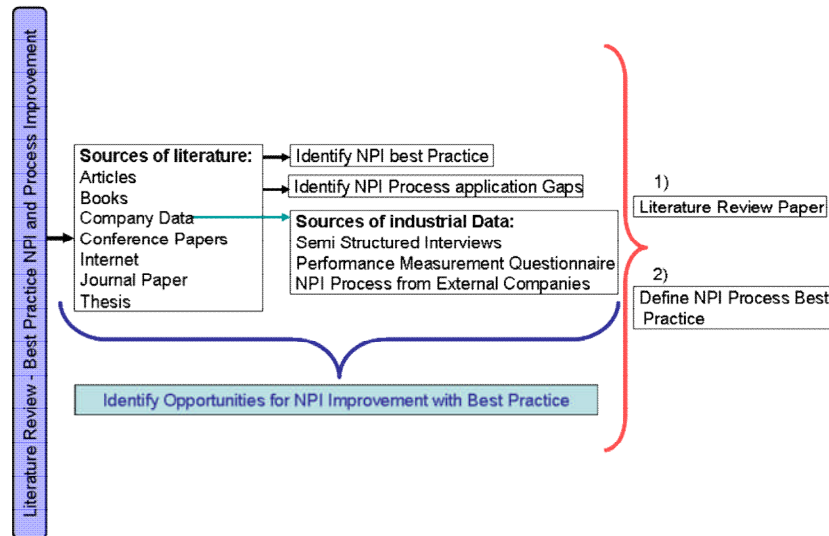 Literature Review - Best Practice NPI and Process Improvement
Sources of literature:
Articles
Books
Company Data
Conference Papers
Internet
Journal Paper
Thesis
Identify NPI best Practice
Identify NPI Process application Gaps
Sources of industrial Data:
Semi Structured Interviews
Performance Measurement Questionnaire
NPI Process from External Companies
Identify Opportunities for NPI Improvement with Best Practice
1)
Literature Review Paper
2)
Define NPI Process Best
Practice